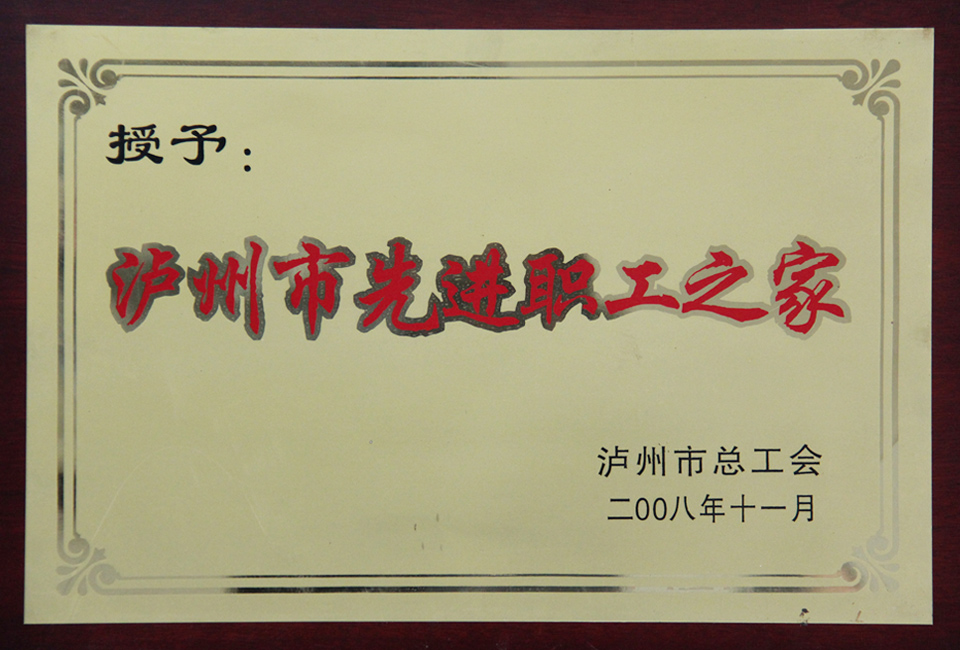 授予：
泸州市先进职工之家
泸州市总工会
二00八年十一月